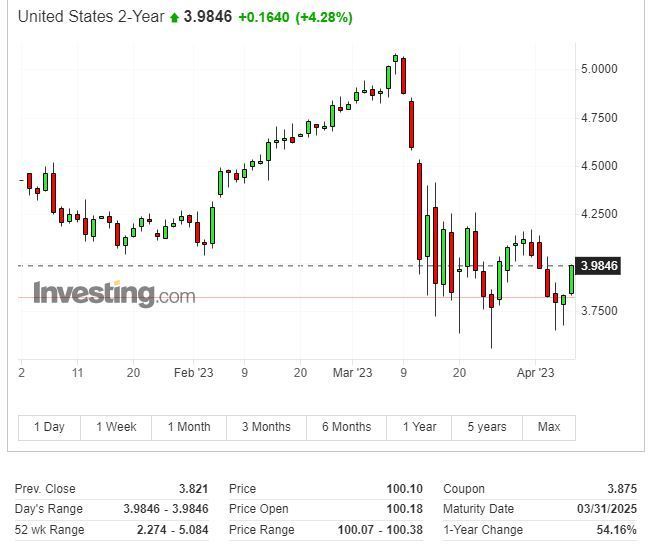 United States 2-Year 3.9846 +0.1640 (+4.28%)
5.0000
4.7500
4.5000
4.2500
3.9846
Investing.com
3.7500
2 11 20 Feb '23 9 20 Mar '23 9 20 Apr '23
1 Day 1 Week 1 Month 3 Months 6 Months 1 Year 5 years Max
Prev. Close 3.821 Price 100.10 Coupon 3.875
Day's Range 3.9846 - 3.9846 Price Open 100.18 Maturity Date 03/31/2025
52 wk Range 2.274 - 5.084 Price Range 100.07 - 100.38 1-Year Change 54.16%